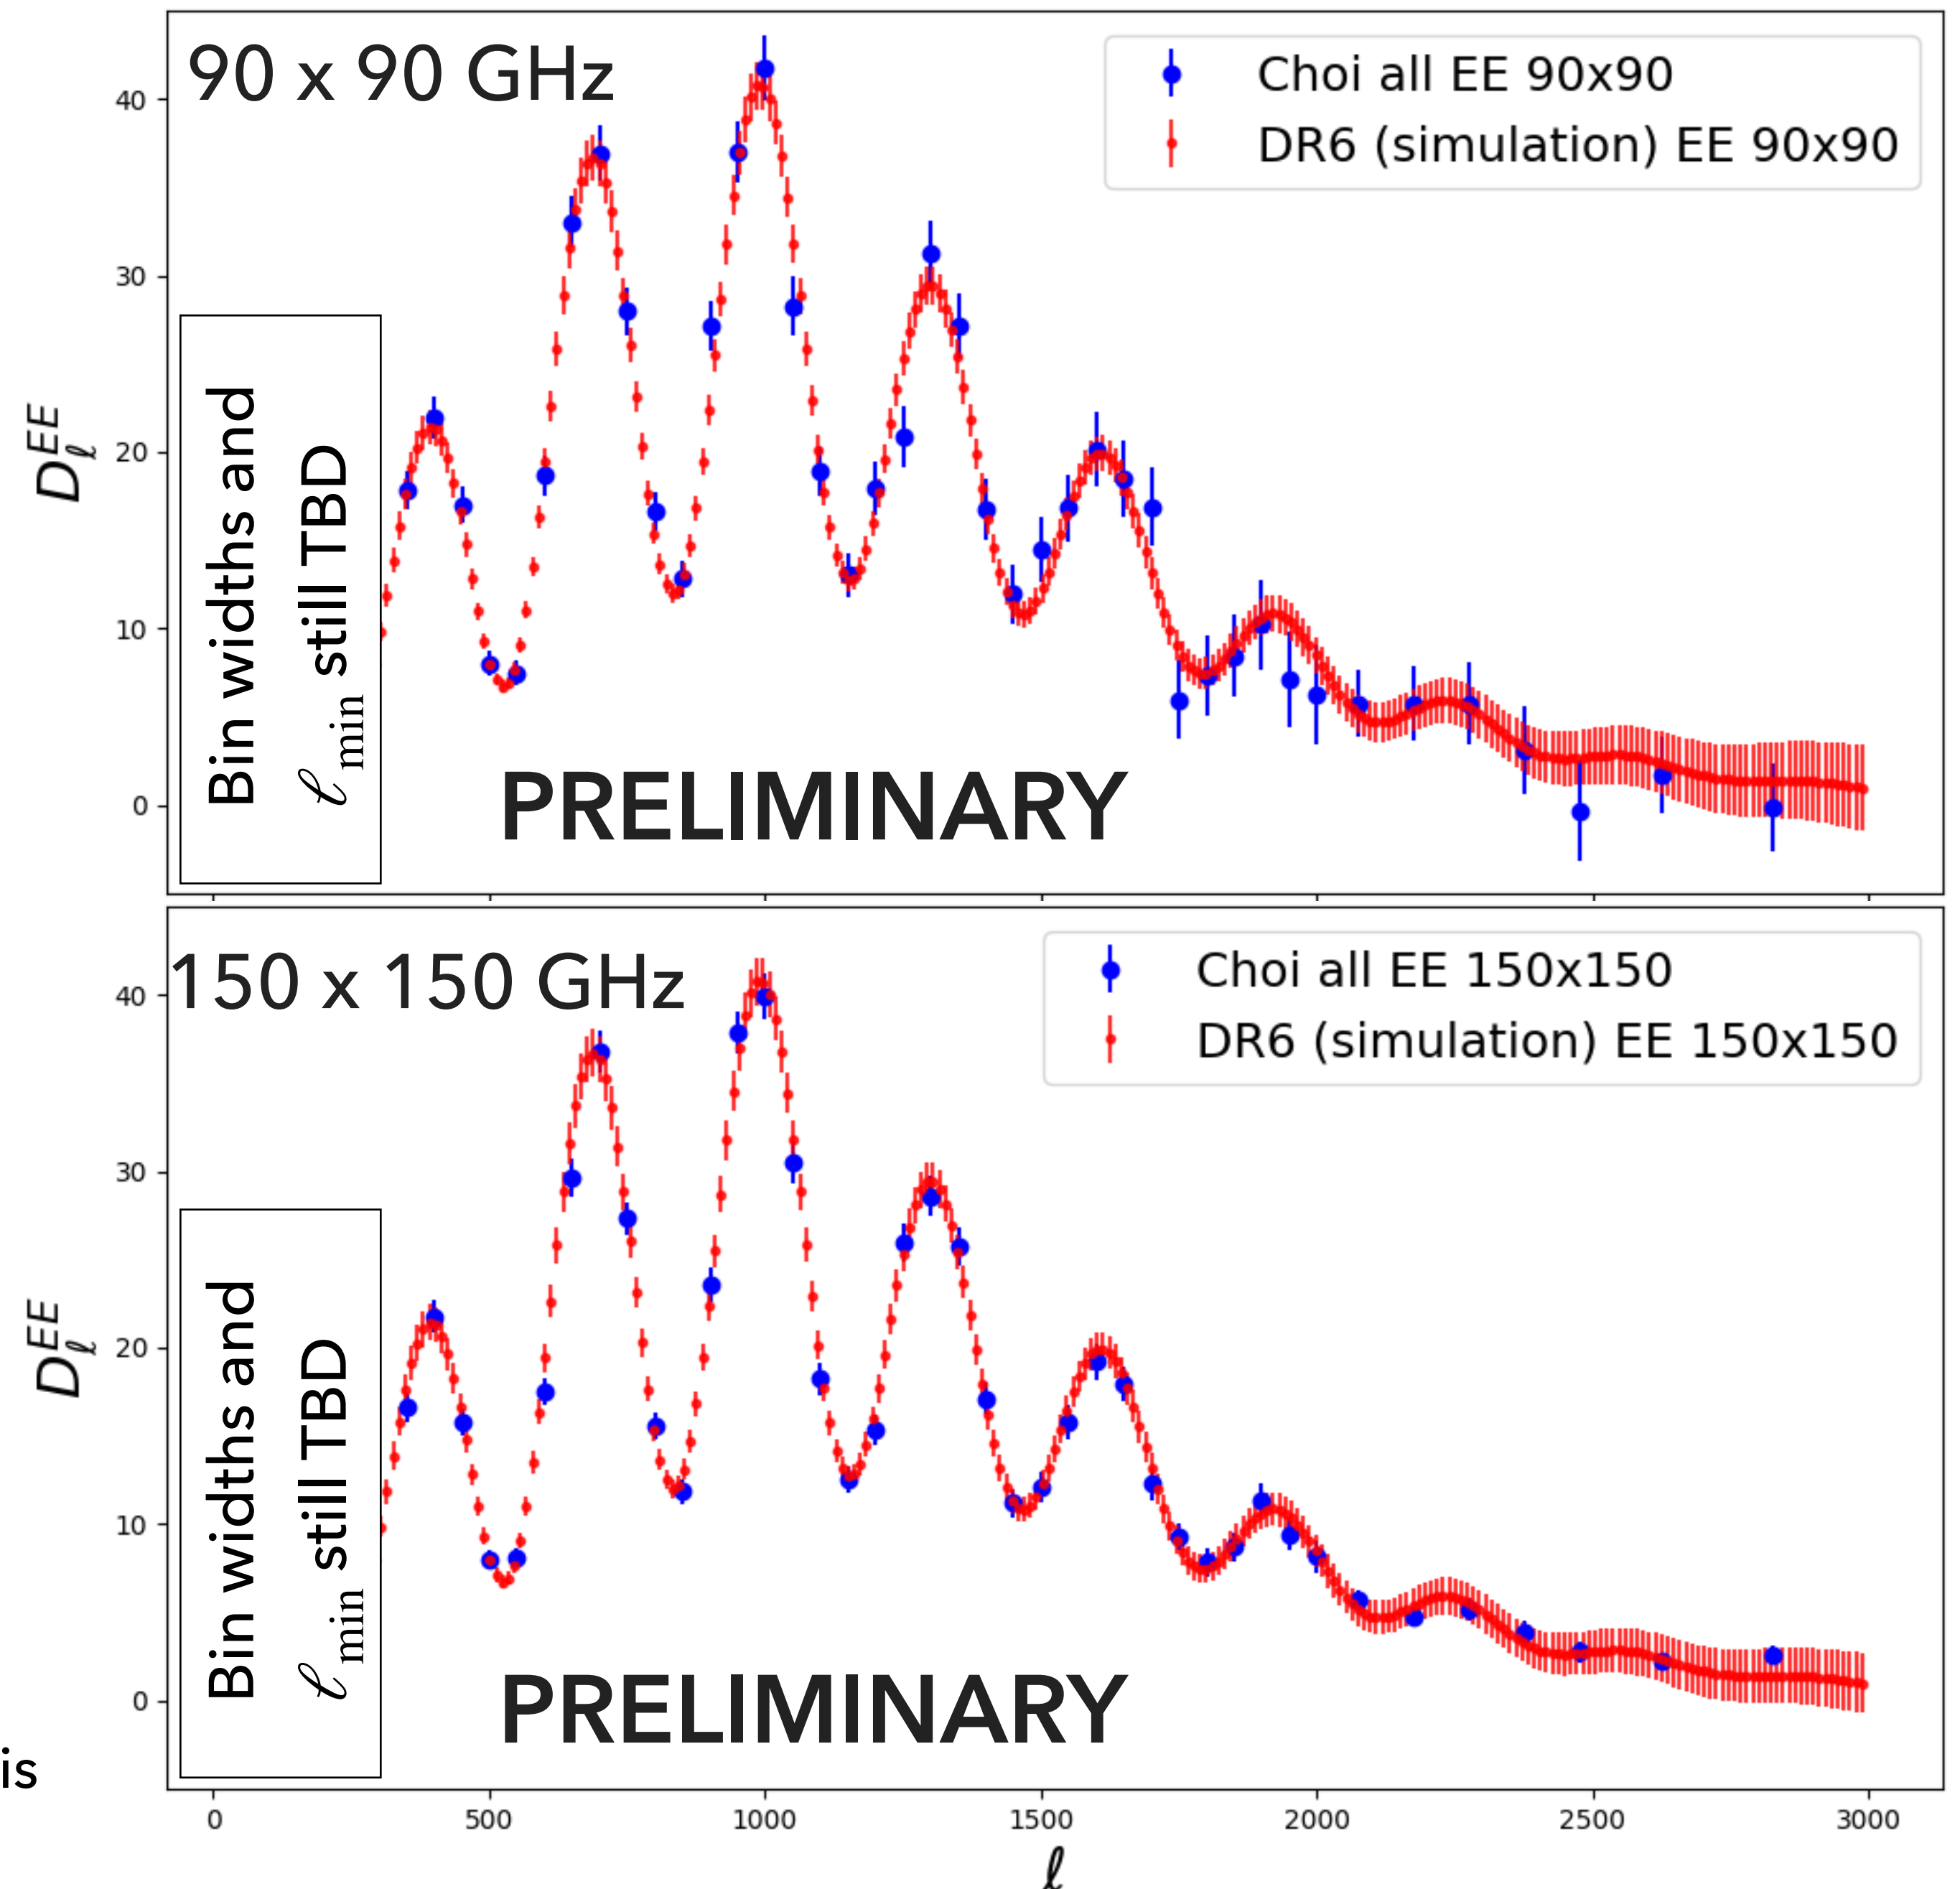 90 x 90 GHz
Choi all EE 90x90
DR6 (simulation) EE 90x90
40
30
20
10
0
D_ℓ^{EE}
Bin widths and
ℓ_min still TBD
PRELIMINARY
150 x 150 GHz
Choi all EE 150x150
DR6 (simulation) EE 150x150
40
30
20
10
0
D_ℓ^{EE}
Bin widths and
ℓ_min still TBD
PRELIMINARY
is
0 500 1000 1500 2000 2500 3000
ℓ